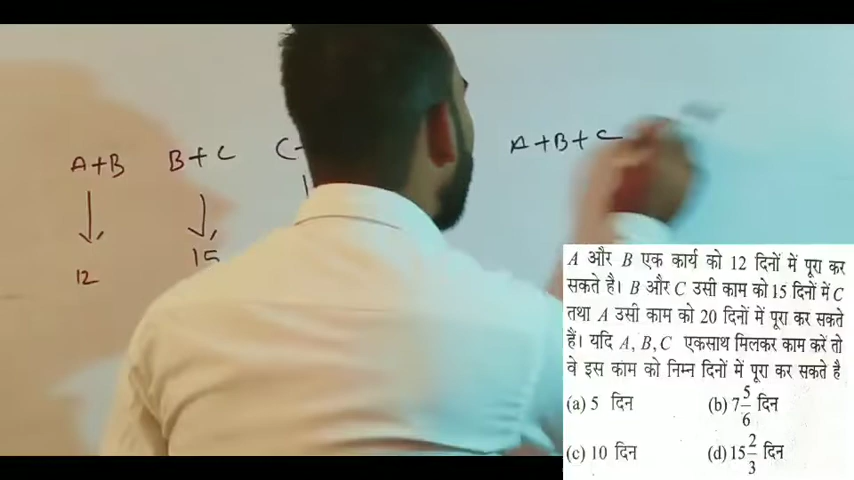 A+B
B+C
C+
A+B+C
12
15
A और B एक कार्य को 12 दिनों में पूरा कर
सकते है। B और C उसी काम को 15 दिनों में C
तथा A उसी काम को 20 दिनों में पूरा कर सकते
हैं। यदि A, B, C एकसाथ मिलकर काम करें तो
वे इस काम को निम्न दिनों में पूरा कर सकते है
(a) 5 दिन (b) 7 5/6 दिन
(c) 10 दिन (d) 15 2/3 दिन